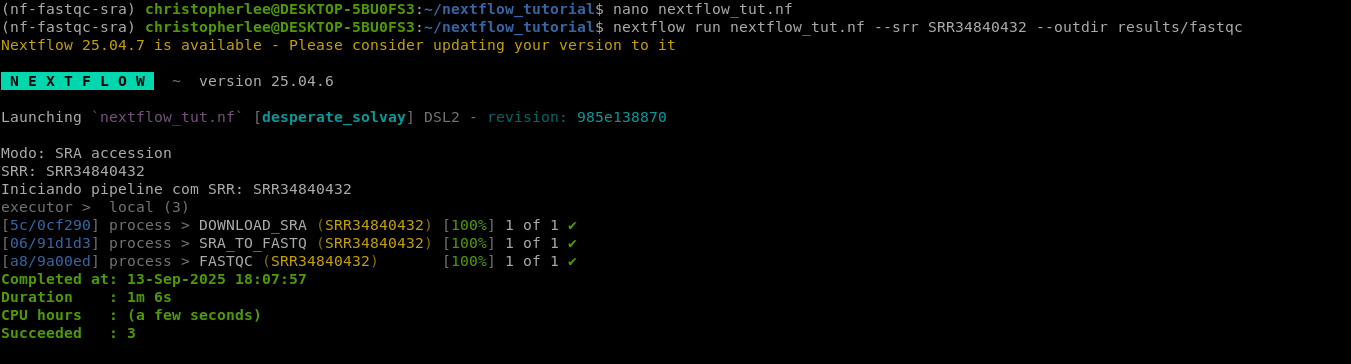 (nf-fastqc-sra) christopherlee@DESKTOP-5BU0FS3:~/nextflow_tutorial$ nano nextflow_tut.nf
(nf-fastqc-sra) christopherlee@DESKTOP-5BU0FS3:~/nextflow_tutorial$ nextflow run nextflow_tut.nf --srr SRR34840432 --outdir results/fastqc
Nextflow 25.04.7 is available - Please consider updating your version to it
N E X T F L O W ~ version 25.04.6
Launching `nextflow_tut.nf` [desperate_solvay] DSL2 - revision: 985e138870
Modo: SRA accession
SRR: SRR34840432
Iniciando pipeline com SRR: SRR34840432
executor > local (3)
[5c/0cf290] process > DOWNLOAD_SRA (SRR34840432) [100%] 1 of 1 ✔
[06/91d1d3] process > SRA_TO_FASTQ (SRR34840432) [100%] 1 of 1 ✔
[a8/9a00ed] process > FASTQC (SRR34840432) [100%] 1 of 1 ✔
Completed at: 13-Sep-2025 18:07:57
Duration : 1m 6s
CPU hours : (a few seconds)
Succeeded : 3